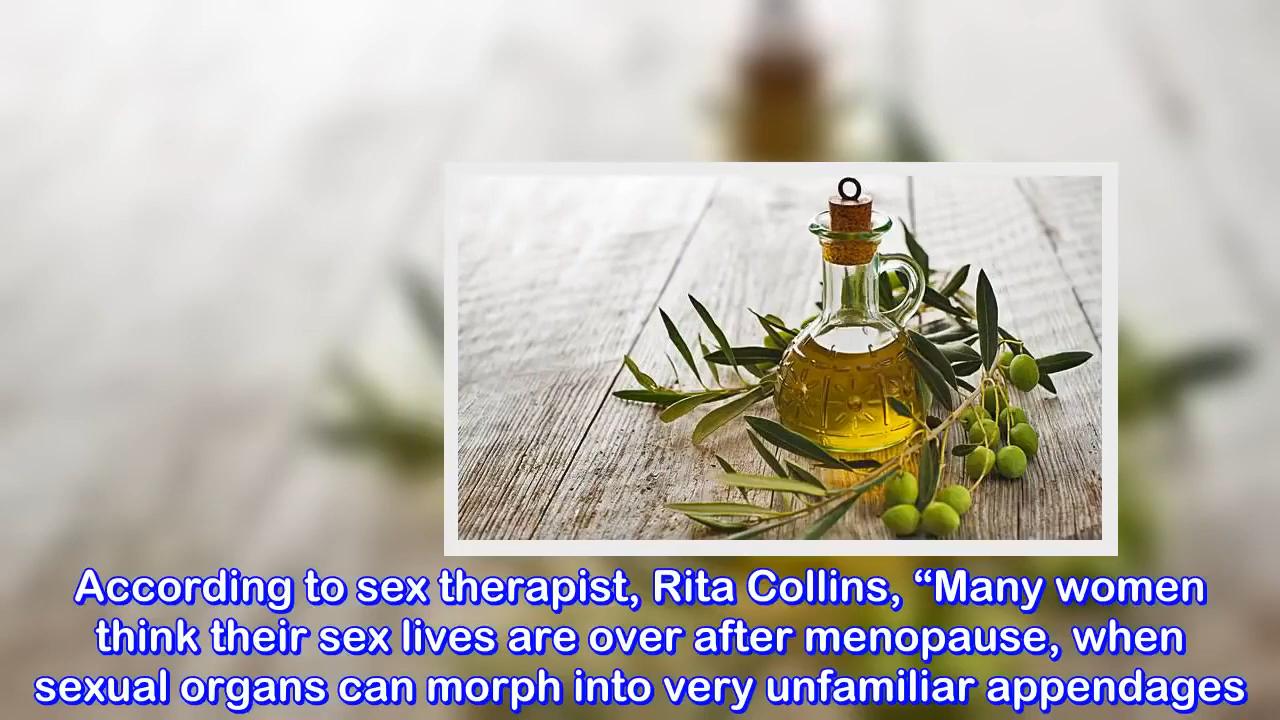 According to sex therapist, Rita Collins, “Many women
think their sex lives are over after menopause, when
sexual organs can morph into very unfamiliar appendages